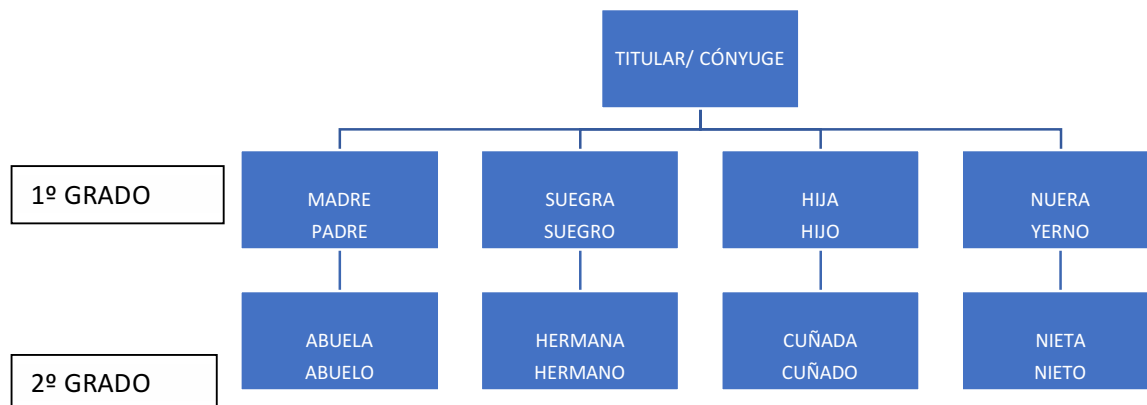 TITULAR/ CÓNYUGE
1º GRADO
MADRE
PADRE
SUEGRA
SUEGRO
HIJA
HIJO
NUERA
YERNO
2º GRADO
ABUELA
ABUELO
HERMANA
HERMANO
CUÑADA
CUÑADO
NIETA
NIETO